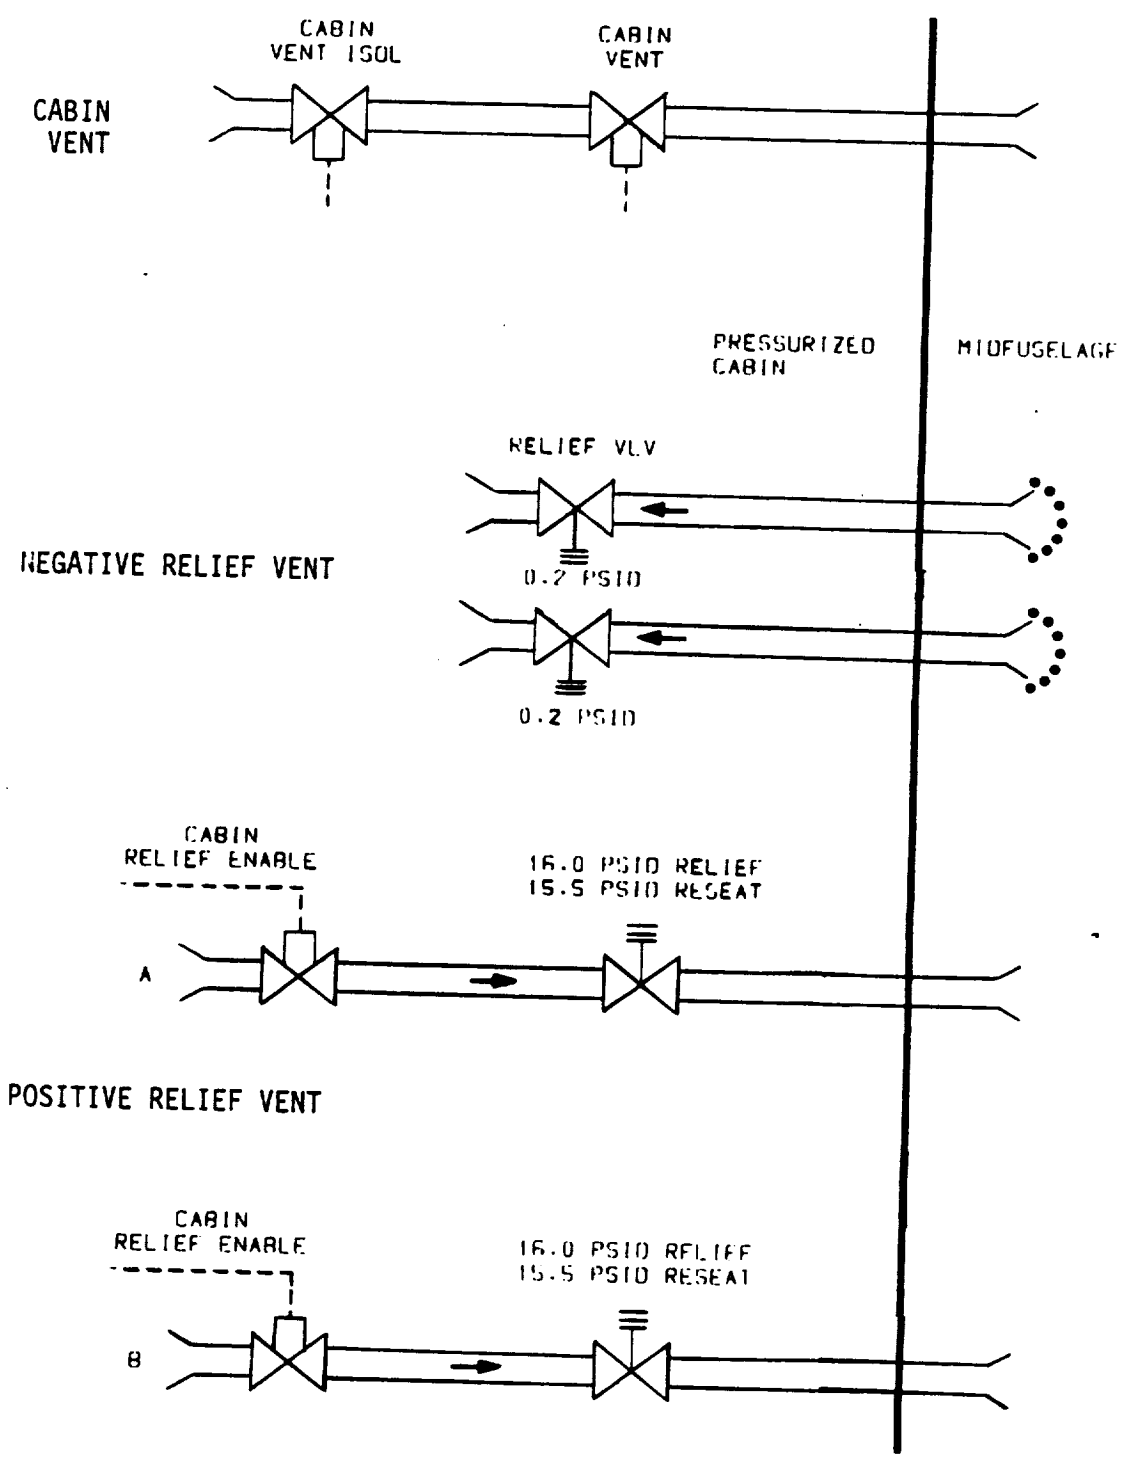 CABIN
VENT ISOL
CABIN
VENT
CABIN
VENT
PRESSURIZED
CABIN
MIDFUSELAGE
RELIEF VLV
0.2 PSID
NEGATIVE RELIEF VENT
0.2 PSID
CABIN
RELIEF ENABLE
16.0 PSID RELIEF
15.5 PSID RESEAT
A
POSITIVE RELIEF VENT
CABIN
RELIEF ENABLE
16.0 PSID RELIEF
15.5 PSID RESEAT
B